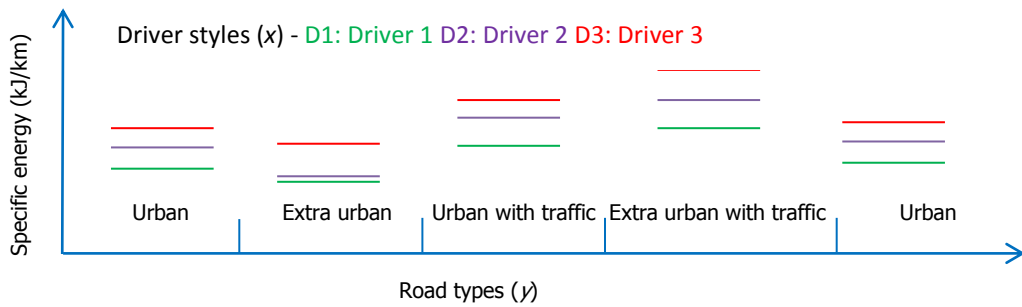 Driver styles (x) - D1: Driver 1 D2: Driver 2 D3: Driver 3
Specific energy (kJ/km)
Urban
Extra urban
Urban with traffic
Extra urban with traffic
Urban
Road types (y)